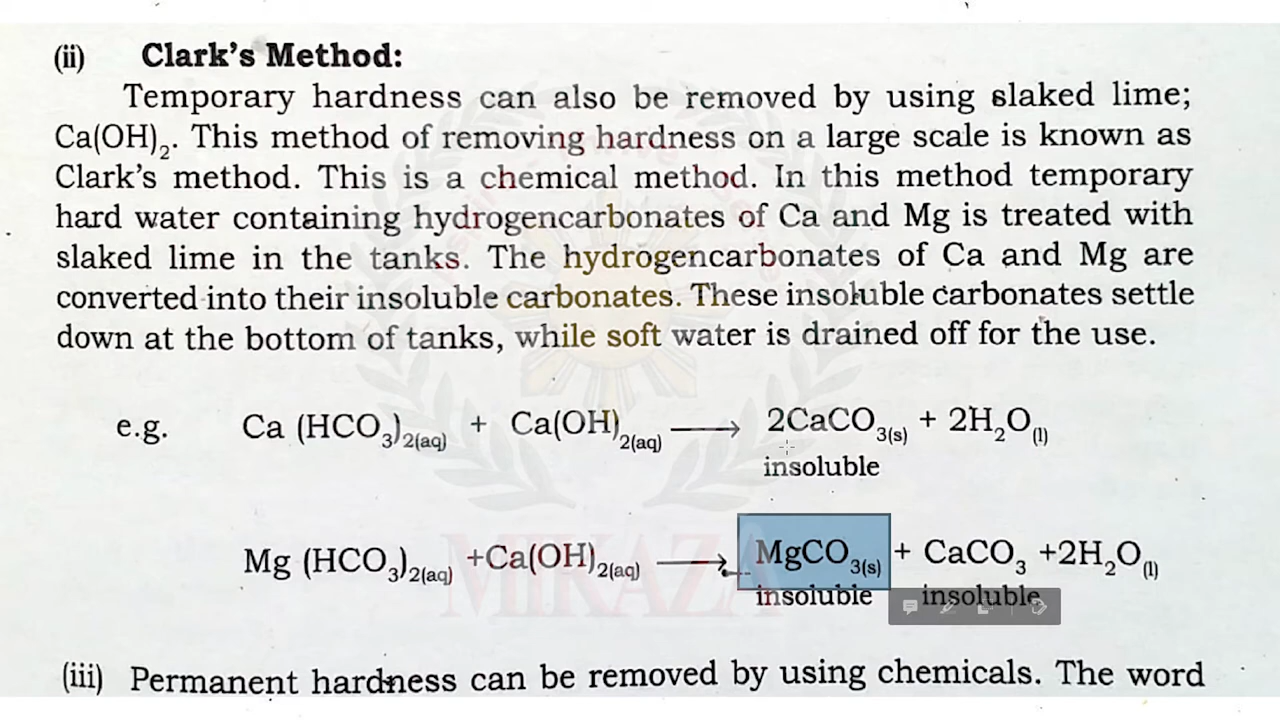 (ii) Clark's Method:
Temporary hardness can also be removed by using slaked lime;
Ca(OH)₂. This method of removing hardness on a large scale is known as
Clark's method. This is a chemical method. In this method temporary
hard water containing hydrogencarbonates of Ca and Mg is treated with
slaked lime in the tanks. The hydrogencarbonates of Ca and Mg are
converted into their insoluble carbonates. These insoluble carbonates settle
down at the bottom of tanks, while soft water is drained off for the use.
e.g. Ca (HCO₃)₂(aq) + Ca(OH)₂(aq) ⟶ 2CaCO₃(s) + 2H₂O(l)
insoluble
Mg (HCO₃)₂(aq) +Ca(OH)₂(aq) ⟶ MgCO₃(s) + CaCO₃ +2H₂O(l)
insoluble insoluble
MIKAZA
(iii) Permanent hardness can be removed by using chemicals. The word